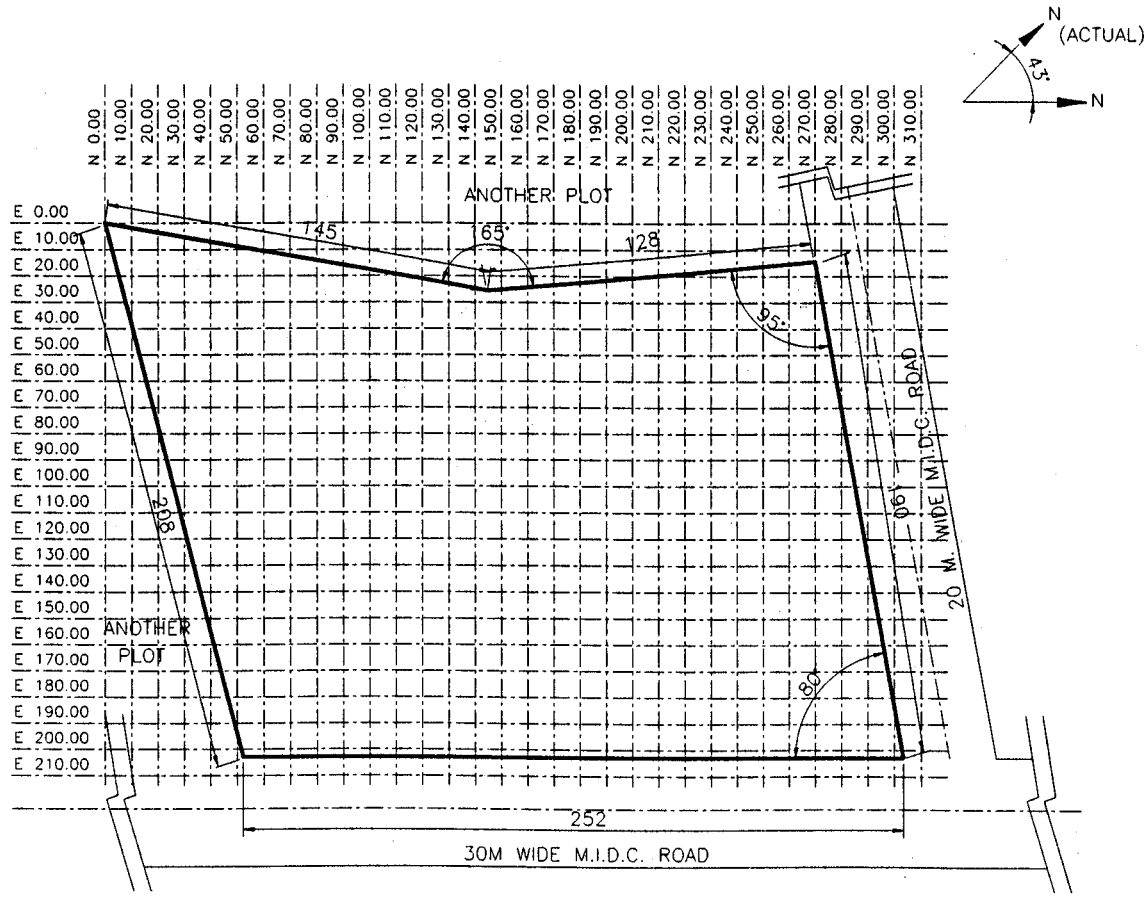 N
(ACTUAL)
43°
N
N 0.00
N 10.00
N 20.00
N 30.00
N 40.00
N 50.00
N 60.00
N 70.00
N 80.00
N 90.00
N 100.00
N 110.00
N 120.00
N 130.00
N 140.00
N 150.00
N 160.00
N 170.00
N 180.00
N 190.00
N 200.00
N 210.00
N 220.00
N 230.00
N 240.00
N 250.00
N 260.00
N 270.00
N 280.00
N 290.00
N 300.00
N 310.00
ANOTHER PLOT
E 0.00
E 10.00
E 20.00
E 30.00
E 40.00
E 50.00
E 60.00
E 70.00
E 80.00
E 90.00
E 100.00
E 110.00
E 120.00
E 130.00
E 140.00
E 150.00
E 160.00
E 170.00
E 180.00
E 190.00
E 200.00
E 210.00
145
165°
128
95°
208
190
20 M. WIDE M.I.D.C. ROAD
ANOTHER
PLOT
80°
252
30M WIDE M.I.D.C. ROAD